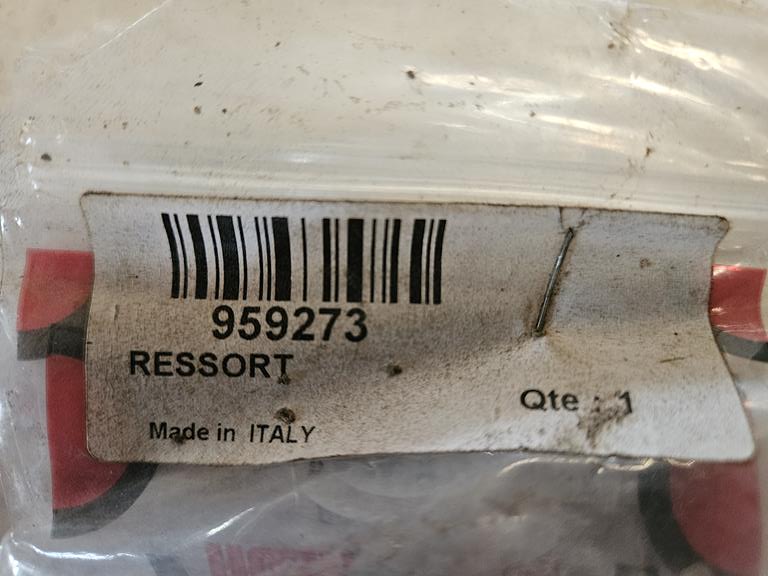 959273
RESSORT
Qte : 1
Made in ITALY